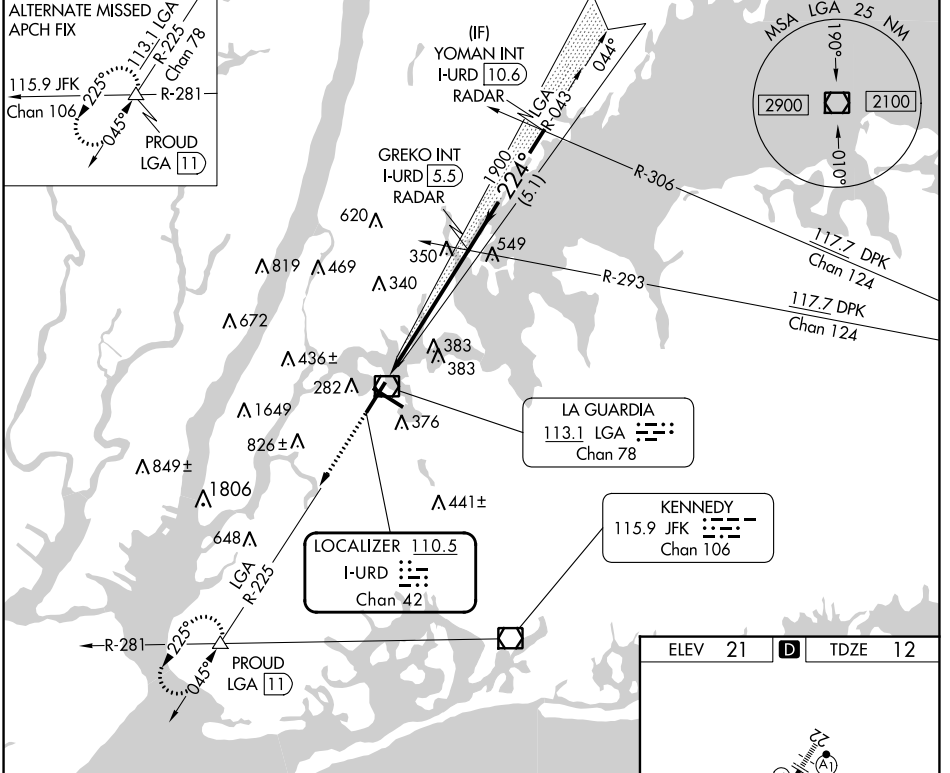 ALTERNATE MISSED
APCH FIX
113.1 LGA
R-225
Chan 78
115.9 JFK
Chan 106
225°
045°
R-281
PROUD
LGA 11
(IF)
YOMAN INT
I-URD 10.6
RADAR
LGA
R-043
044°
MSA LGA 25 NM
190°
2900
2100
010°
GREKO INT
I-URD 5.5
RADAR
1900
224°
(5.1)
R-306
117.7 DPK
Chan 124
R-293
117.7 DPK
Chan 124
620
350
549
819
469
340
672
436±
383
383
282
1649
376
826±
849±
1806
441±
648
LA GUARDIA
113.1 LGA
Chan 78
KENNEDY
115.9 JFK
Chan 106
LOCALIZER 110.5
I-URD
Chan 42
LGA
R-225
R-281
225°
045°
PROUD
LGA 11
ELEV 21 D TDZE 12
22
A1